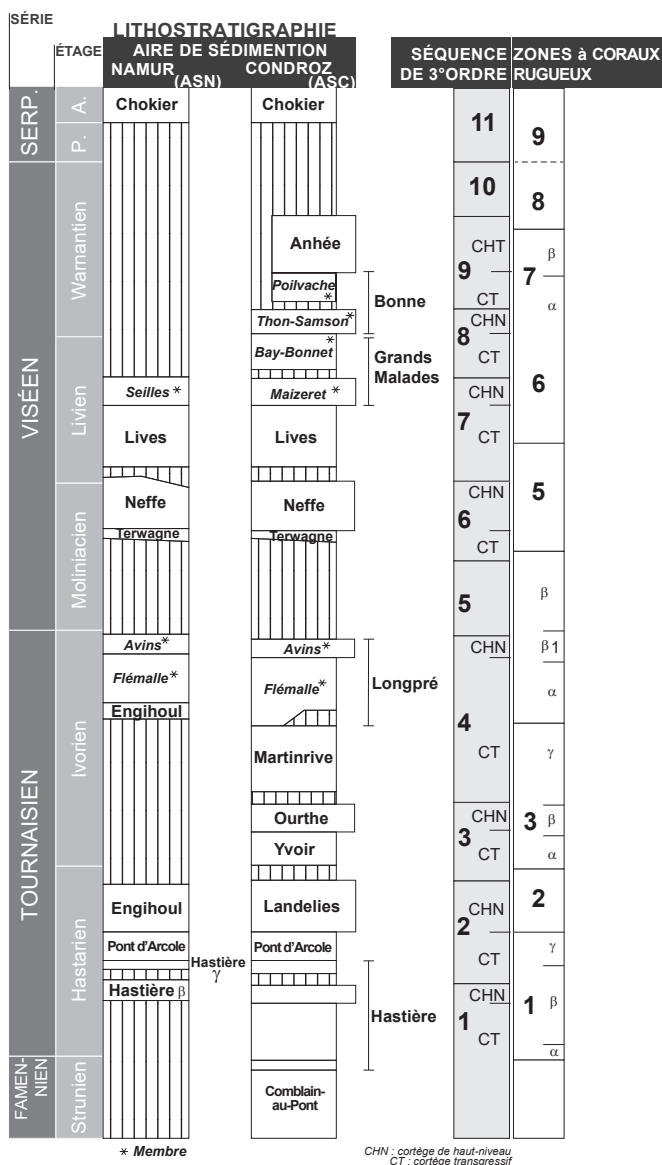 SÉRIE
ÉTAGE
LITHOSTRATIGRAPHIE
AIRE DE SÉDIMENTION
NAMUR
(ASN)
CONDROZ
(ASC)
SÉQUENCE
DE 3°ORDRE
ZONES à CORAUX
RUGUEUX
SERP.
A.
P.
VISÉEN
Warnantien
Livien
Moliniacien
TOURNAISIEN
Ivorien
Hastarien
FAMEN-
NIEN
Strunien
Chokier
Seilles *
Lives
Neffe
Terwagne
Avins*
Flémalle*
Engihoul
Engihoul
Pont d'Arcole
Hastière
γ
Hastière β
Chokier
Anhée
Poilvache
*
Thon-Samson*
Bay-Bonnet*
Maizeret *
Lives
Neffe
Terwagne
Avins*
Flémalle*
Martinrive
Ourthe
Yvoir
Landelies
Pont d'Arcole
Comblain-
au-Pont
Bonne
Grands
Malades
Longpré
Hastière
11
10
9
CHT
CT
8
CHN
CT
7
CHN
CT
6
CHN
CT
5
4
CHN
CT
3
CHN
CT
2
CHN
CT
1
CHN
CT
9
8
7
β
α
6
5
β
β1
α
γ
3
β
α
2
γ
1
β
α
* Membre
CHN : cortège de haut-niveau
CT : cortège transgressif